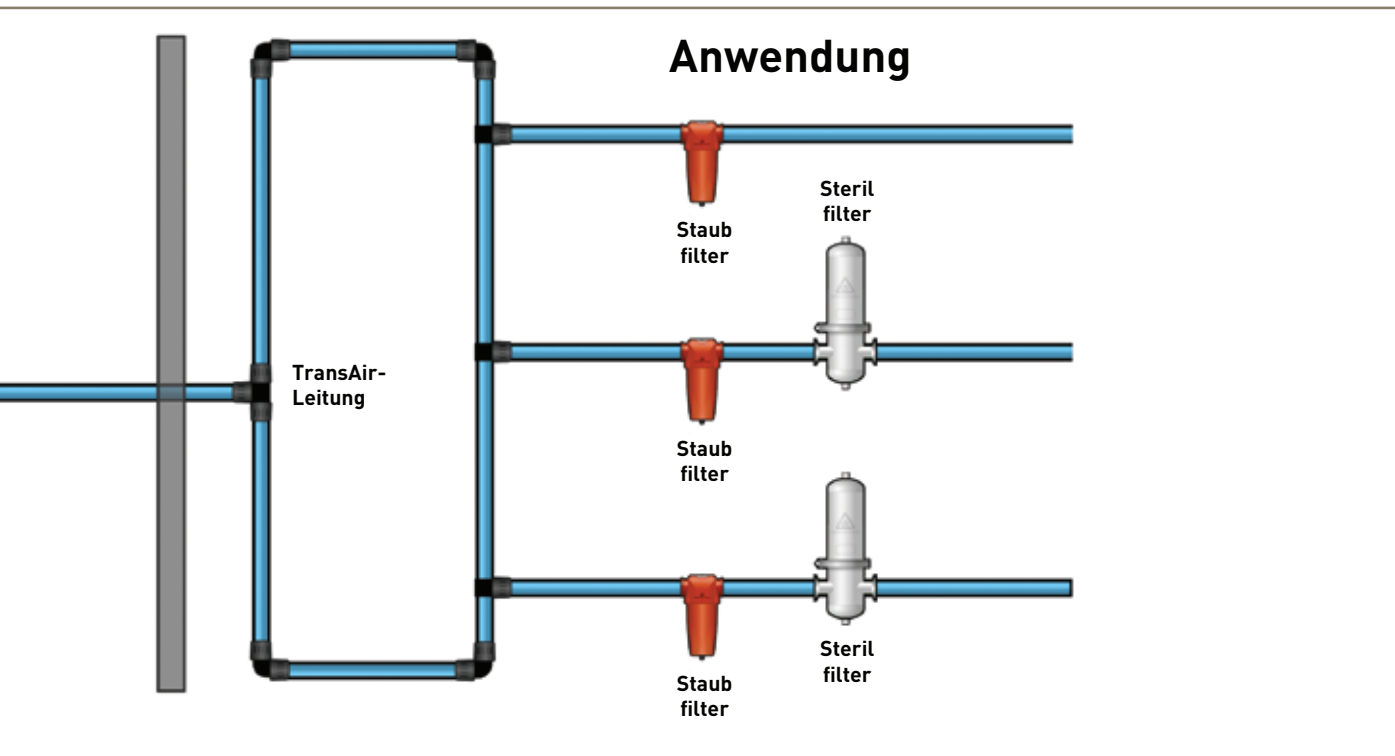 Anwendung
Staub
filter
Steril
filter
TransAir-
Leitung
Staub
filter
Staub
filter
Steril
filter